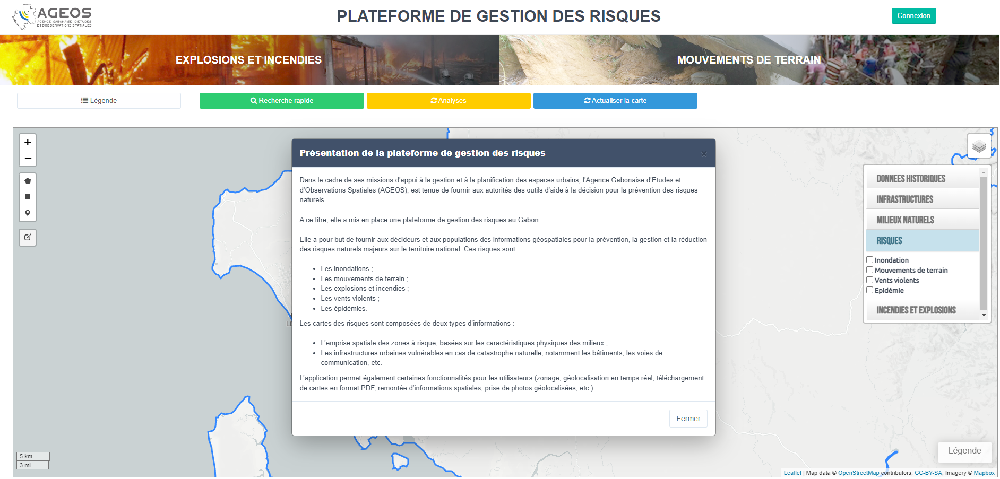 AGEOS
AGENCE GABONAISE D'ÉTUDES
ET D'OBSERVATIONS SPATIALES
PLATEFORME DE GESTION DES RISQUES
Connexion
EXPLOSIONS ET INCENDIES
MOUVEMENTS DE TERRAIN
Légende
Recherche rapide
Analyses
Actualiser la carte
+
−
Présentation de la plateforme de gestion des risques
×
Dans le cadre de ses missions d’appui à la gestion et à la planification des espaces urbains, l’Agence Gabonaise d’Etudes et
d’Observations Spatiales (AGEOS), est tenue de fournir aux autorités des outils d’aide à la décision pour la prévention des risques
naturels.
A ce titre, elle a mis en place une plateforme de gestion des risques au Gabon.
Elle a pour but de fournir aux décideurs et aux populations des informations géospatiales pour la prévention, la gestion et la réduction
des risques naturels majeurs sur le territoire national. Ces risques sont :
• Les inondations ;
• Les mouvements de terrain ;
• Les explosions et incendies ;
• Les vents violents ;
• Les épidémies.
Les cartes des risques sont composées de deux types d’informations :
• L’emprise spatiale des zones à risque, basées sur les caractéristiques physiques des milieux ;
• Les infrastructures urbaines vulnérables en cas de catastrophe naturelle, notamment les bâtiments, les voies de
communication, etc.
L’application permet également certaines fonctionnalités pour les utilisateurs (zonage, géolocalisation en temps réel, téléchargement
de cartes en format PDF, remontée d’informations spatiales, prise de photos géolocalisées, etc.).
Fermer
DONNEES HISTORIQUES
INFRASTRUCTURES
MILIEUX NATURELS
RISQUES
Inondation
Mouvements de terrain
Vents violents
Epidémie
INCENDIES ET EXPLOSIONS
Légende
5 km
3 mi
Leaflet | Map data © OpenStreetMap contributors, CC-BY-SA, Imagery © Mapbox